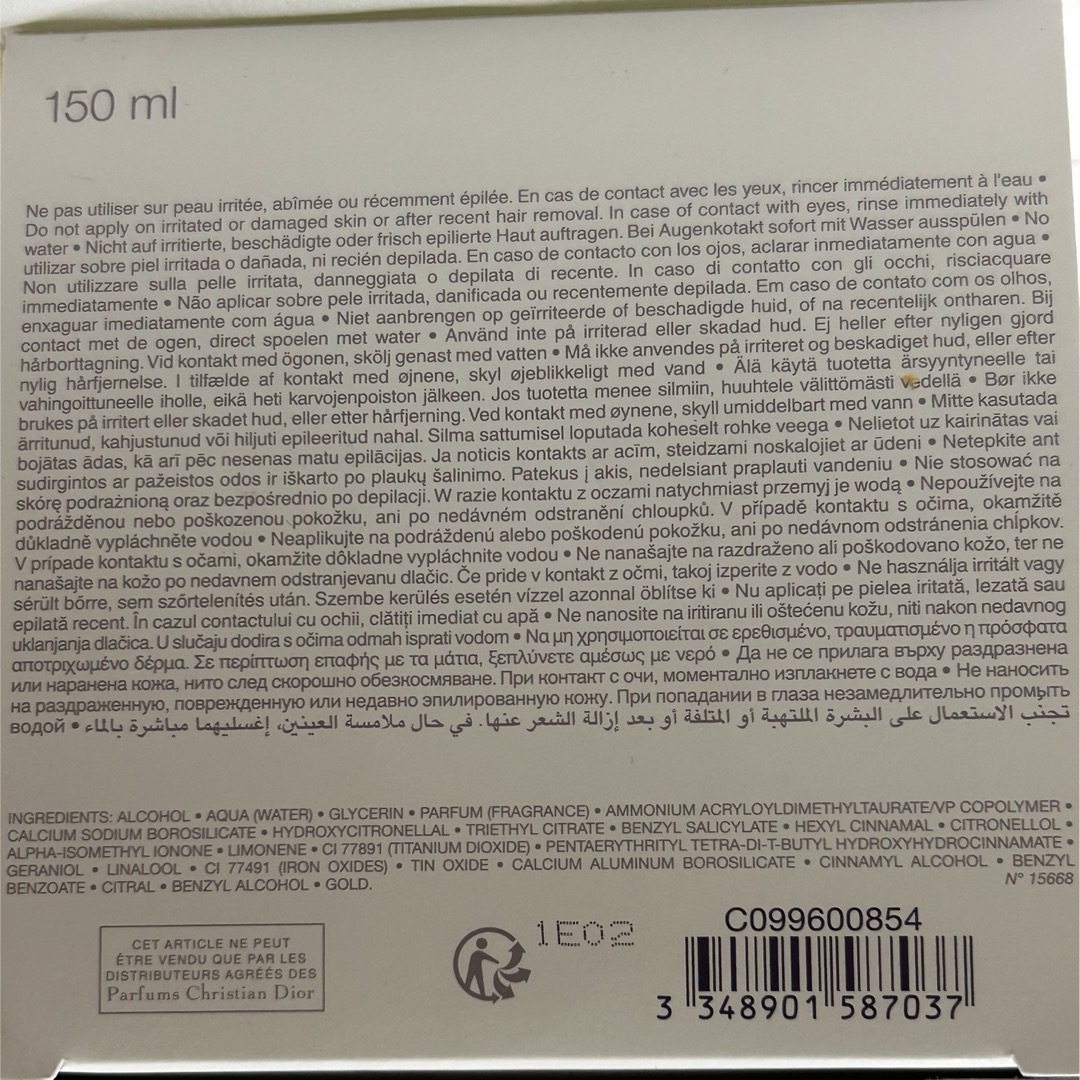 150 ml
Ne pas utiliser sur peau irritée, abîmée ou récemment épilée. En cas de contact avec les yeux, rincer immédiatement à l'eau •
Do not apply on irritated or damaged skin or after recent hair removal. In case of contact with eyes, rinse immediately with
water • Nicht auf irritierte, beschädigte oder frisch epilierte Haut auftragen. Bei Augenkotakt sofort mit Wasser ausspülen • No
utilizar sobre piel irritada o dañada, ni recién depilada. En caso de contacto con los ojos, aclarar inmediatamente con agua •
Non utilizzare sulla pelle irritata, danneggiata o depilata di recente. In caso di contatto con gli occhi, risciacquare
immediatamente • Não aplicar sobre pele irritada, danificada ou recentemente depilada. Em caso de contato com os olhos,
enxaguar imediatamente com água • Niet aanbrengen op geïrriteerde of beschadigde huid, of na recentelijk ontharen. Bij
contact met de ogen, direct spoelen met water • Använd inte på irriterad eller skadad hud. Ej heller efter nyligen gjord
hårborttagning. Vid kontakt med ögonen, skölj genast med vatten • Må ikke anvendes på irriteret og beskadiget hud, eller efter
nylig hårfjernelse. I tilfælde af kontakt med øjnene, skyl øjeblikkeligt med vand • Älä käytä tuotetta ärsyyntyneelle tai
vahingoittuneelle iholle, eikä heti karvojenpoiston jälkeen. Jos tuotetta menee silmiin, huuhtele välittömästi vedellä • Bør ikke
brukes på irritert eller skadet hud, eller etter hårfjerning. Ved kontakt med øynene, skyll umiddelbart med vann • Mitte kasutada
ärritunud, kahjustunud või hiljuti epileeritud nahal. Silma sattumisel loputada koheselt rohke veega • Nelietot uz kairinātas vai
bojātas ādas, kā arī pēc nesenas matu epilācijas. Ja noticis kontakts ar acīm, steidzami noskalojiet ar ūdeni • Netepkite ant
sudirgintos ar pažeistos odos ir iškarto po plaukų šalinimo. Patekus į akis, nedelsiant praplauti vandeniu • Nie stosować na
skórę podrażnioną oraz bezpośrednio po depilacji. W razie kontaktu z oczami natychmiast przemyj je wodą • Nepoužívejte na
podrážděnou nebo poškozenou pokožku, ani po nedávném odstranění chloupků. V případě kontaktu s očima, okamžitě
důkladně vypláchněte vodou • Neaplikujte na podráždenú alebo poškodenú pokožku, ani po nedávnom odstránenia chĺpkov.
V prípade kontaktu s očami, okamžite dôkladne vypláchnite vodou • Ne nanašajte na razdraženo ali poškodovano kožo, ter ne
nanašajte na kožo po nedavnem odstranjevanu dlačic. Če pride v kontakt z očmi, takoj izperite z vodo • Ne használja irritált vagy
sérült bőrre, sem szőrtelenítés után. Szembe kerülés esetén vízzel azonnal öblítse ki • Nu aplicați pe pielea iritată, lezată sau
epilată recent. În cazul contactului cu ochii, clătiți imediat cu apă • Ne nanosite na iritiranu ili oštećenu kožu, niti nakon nedavnog
uklanjanja dlačica. U slučaju dodira s očima odmah isprati vodom • Να μη χρησιμοποιείται σε ερεθισμένο, τραυματισμένο η πρόσφατα
αποτριχωμένο δέρμα. Σε περίπτωση επαφής με τα μάτια, ξεπλύνετε αμέσως με νερό • Да не се прилага върху раздразнена
или наранена кожа, нито след скорошно обезкосмяване. При контакт с очи, моментално изплакнете с вода • Не наносить
на раздраженную, поврежденную или недавно эпилированную кожу. При попадании в глаза незамедлительно промыть
водой • تجنب الاستعمال على البشرة الملتهبة أو المتلفة أو بعد إزالة الشعر عنها. في حال ملامسة العينين، إغسليهما مباشرة بالماء
INGREDIENTS: ALCOHOL • AQUA (WATER) • GLYCERIN • PARFUM (FRAGRANCE) • AMMONIUM ACRYLOYLDIMETHYLTAURATE/VP COPOLYMER •
CALCIUM SODIUM BOROSILICATE • HYDROXYCITRONELLAL • TRIETHYL CITRATE • BENZYL SALICYLATE • HEXYL CINNAMAL • CITRONELLOL •
ALPHA-ISOMETHYL IONONE • LIMONENE • CI 77891 (TITANIUM DIOXIDE) • PENTAERYTHRITYL TETRA-DI-T-BUTYL HYDROXYHYDROCINNAMATE •
GERANIOL • LINALOOL • CI 77491 (IRON OXIDES) • TIN OXIDE • CALCIUM ALUMINUM BOROSILICATE • CINNAMYL ALCOHOL • BENZYL
BENZOATE • CITRAL • BENZYL ALCOHOL • GOLD.
N° 15668
CET ARTICLE NE PEUT
ÊTRE VENDU QUE PAR LES
DISTRIBUTEURS AGRÉÉS DES
Parfums Christian Dior
1E02
C099600854
3 348901 587037